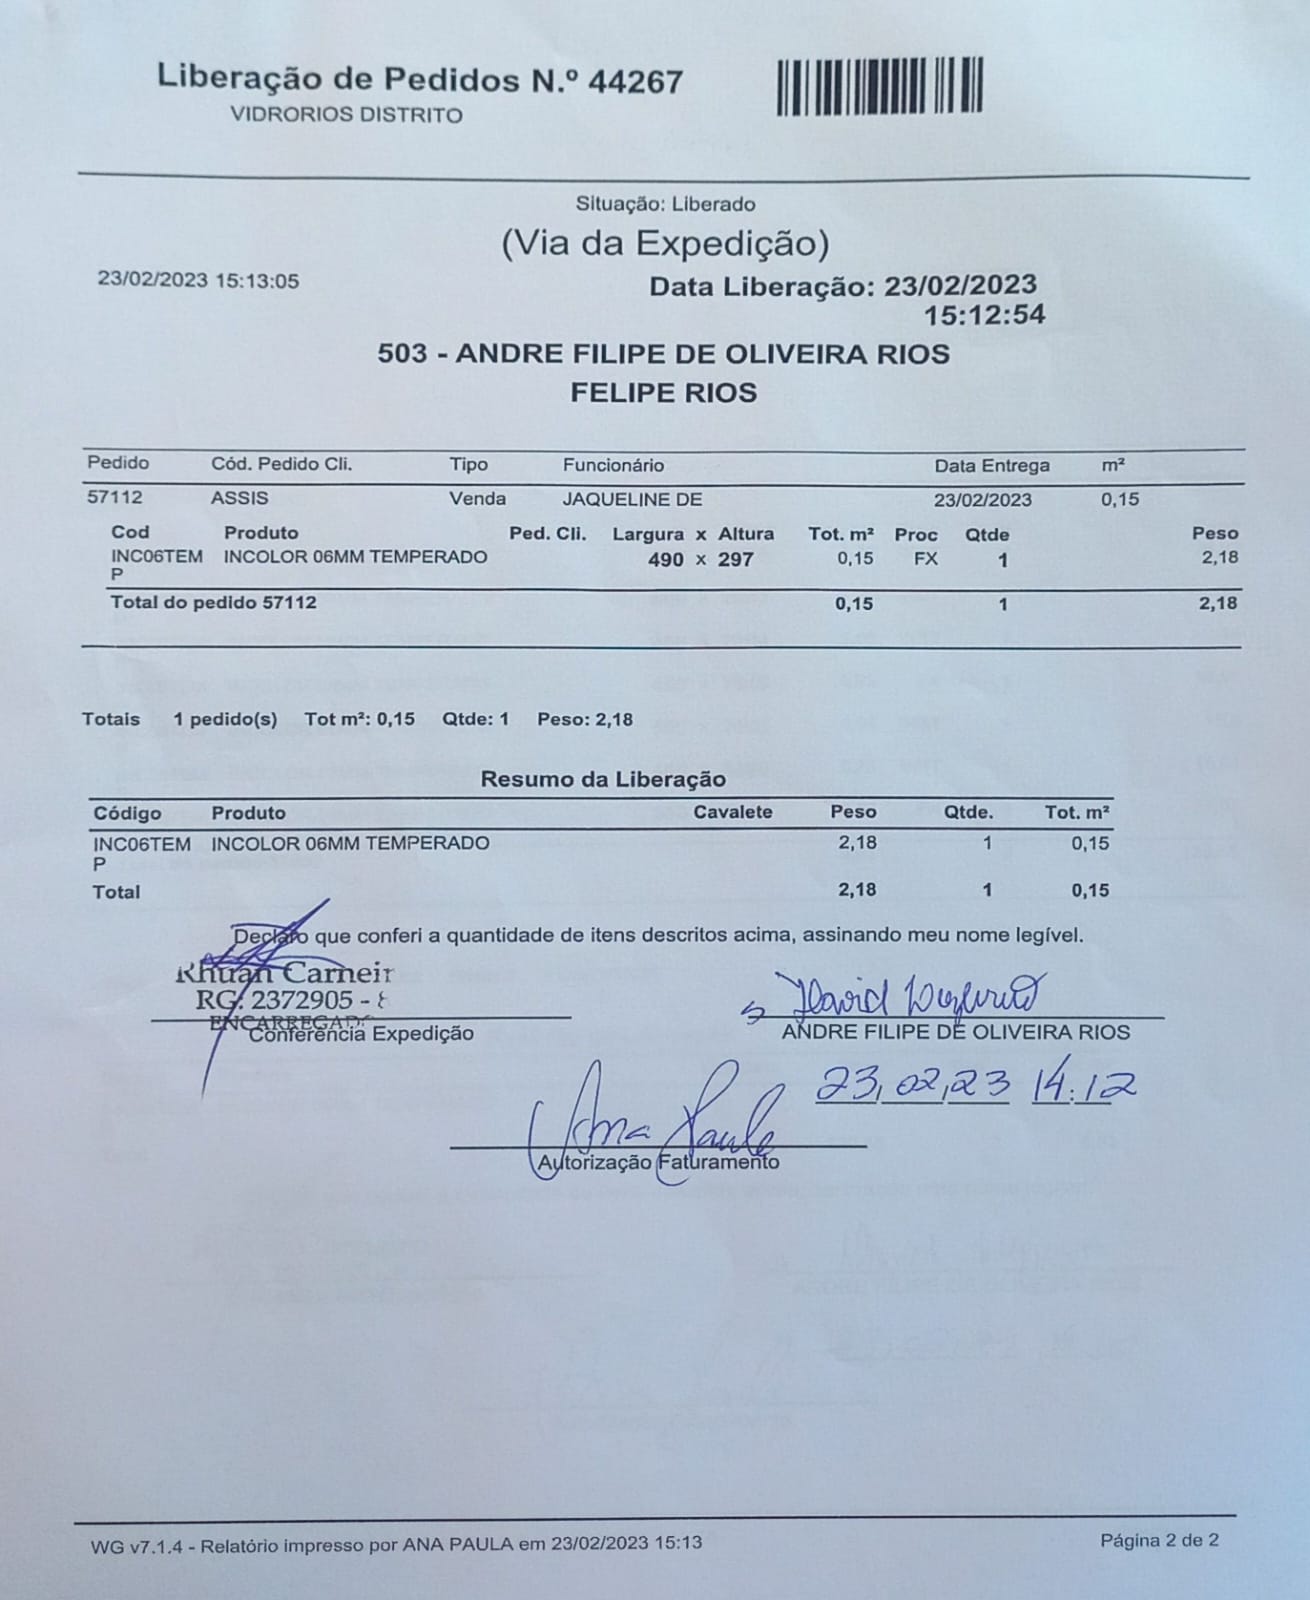 Liberação de Pedidos N.º 44267
VIDRORIOS DISTRITO
Situação: Liberado
(Via da Expedição)
23/02/2023 15:13:05
Data Liberação: 23/02/2023
15:12:54
503 - ANDRE FILIPE DE OLIVEIRA RIOS
FELIPE RIOS
Pedido Cód. Pedido Cli. Tipo Funcionário Data Entrega m²
57112 ASSIS Venda JAQUELINE DE 23/02/2023 0,15
Cod Produto Ped. Cli. Largura x Altura Tot. m² Proc Qtde Peso
INC06TEM INCOLOR 06MM TEMPERADO 490 x 297 0,15 FX 1 2,18
P
Total do pedido 57112 0,15 1 2,18
Totais 1 pedido(s) Tot m²: 0,15 Qtde: 1 Peso: 2,18
Resumo da Liberação
Código Produto Cavalete Peso Qtde. Tot. m²
INC06TEM INCOLOR 06MM TEMPERADO 2,18 1 0,15
P
Total 2,18 1 0,15
Declaro que conferi a quantidade de itens descritos acima, assinando meu nome legível.
Rhuan Carneir
RG: 2372905 - 8
ENCARREGADO
Conferência Expedição
David
ANDRE FILIPE DE OLIVEIRA RIOS
23,02,23 14:12
Ana Paula
Autorização Faturamento
WG v7.1.4 - Relatório impresso por ANA PAULA em 23/02/2023 15:13
Página 2 de 2